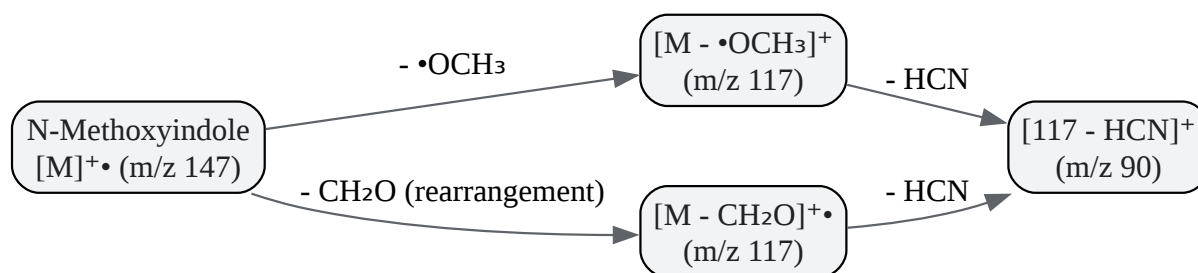 N-Methoxyindole
[M]⁺• (m/z 147)
- •OCH₃
- CH₂O (rearrangement)
[M - •OCH₃]⁺
(m/z 117)
[M - CH₂O]⁺•
(m/z 117)
- HCN
- HCN
[117 - HCN]⁺
(m/z 90)